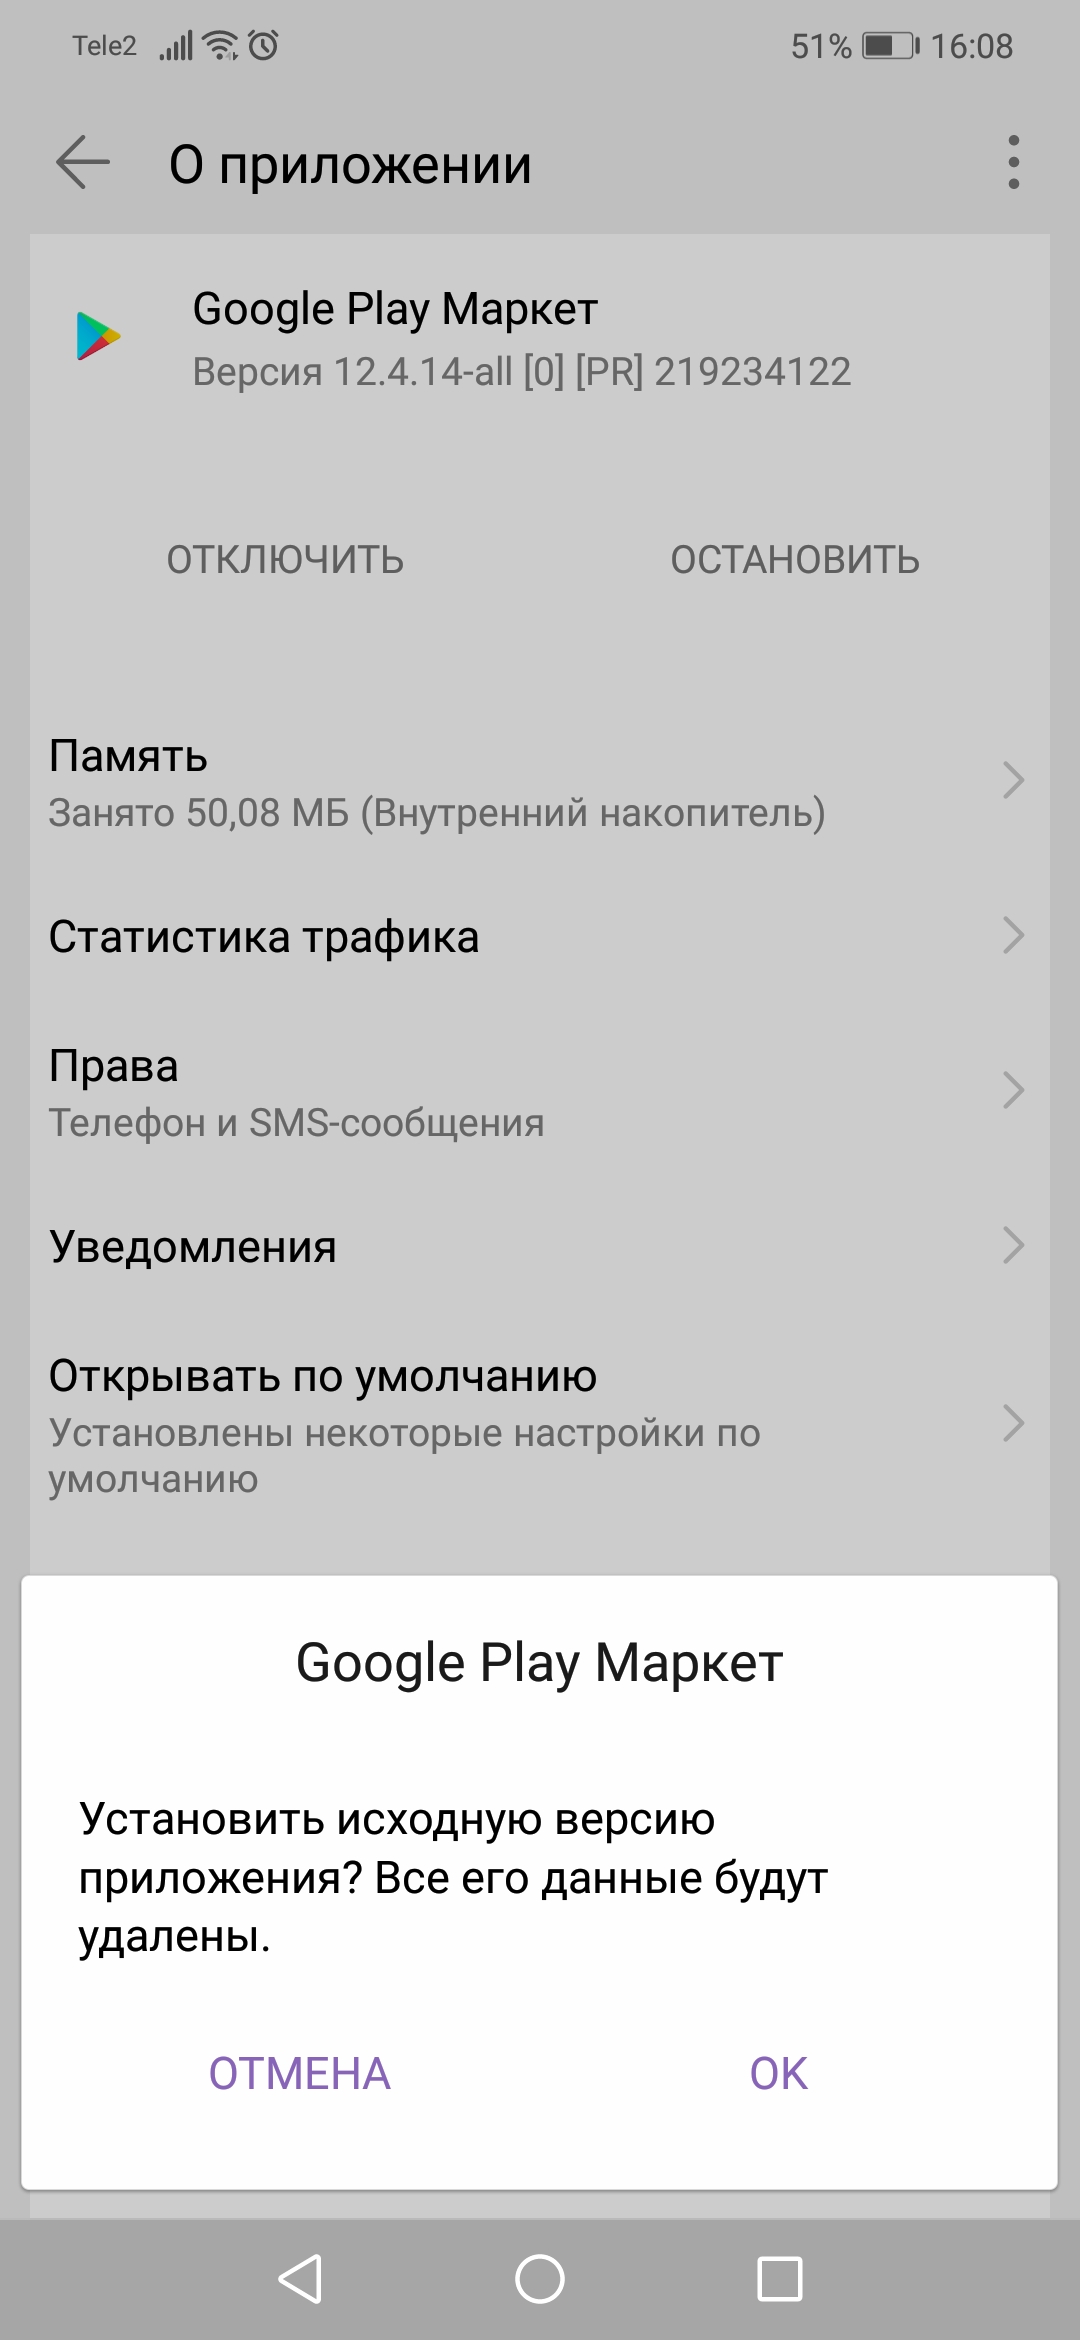 Tele2 51% 16:08
О приложении
Google Play Маркет
Версия 12.4.14-all [0] [PR] 219234122
ОТКЛЮЧИТЬ ОСТАНОВИТЬ
Память
Занято 50,08 МБ (Внутренний накопитель)
Статистика трафика
Права
Телефон и SMS-сообщения
Уведомления
Открывать по умолчанию
Установлены некоторые настройки по
умолчанию
Google Play Маркет
Установить исходную версию
приложения? Все его данные будут
удалены.
ОТМЕНА OK